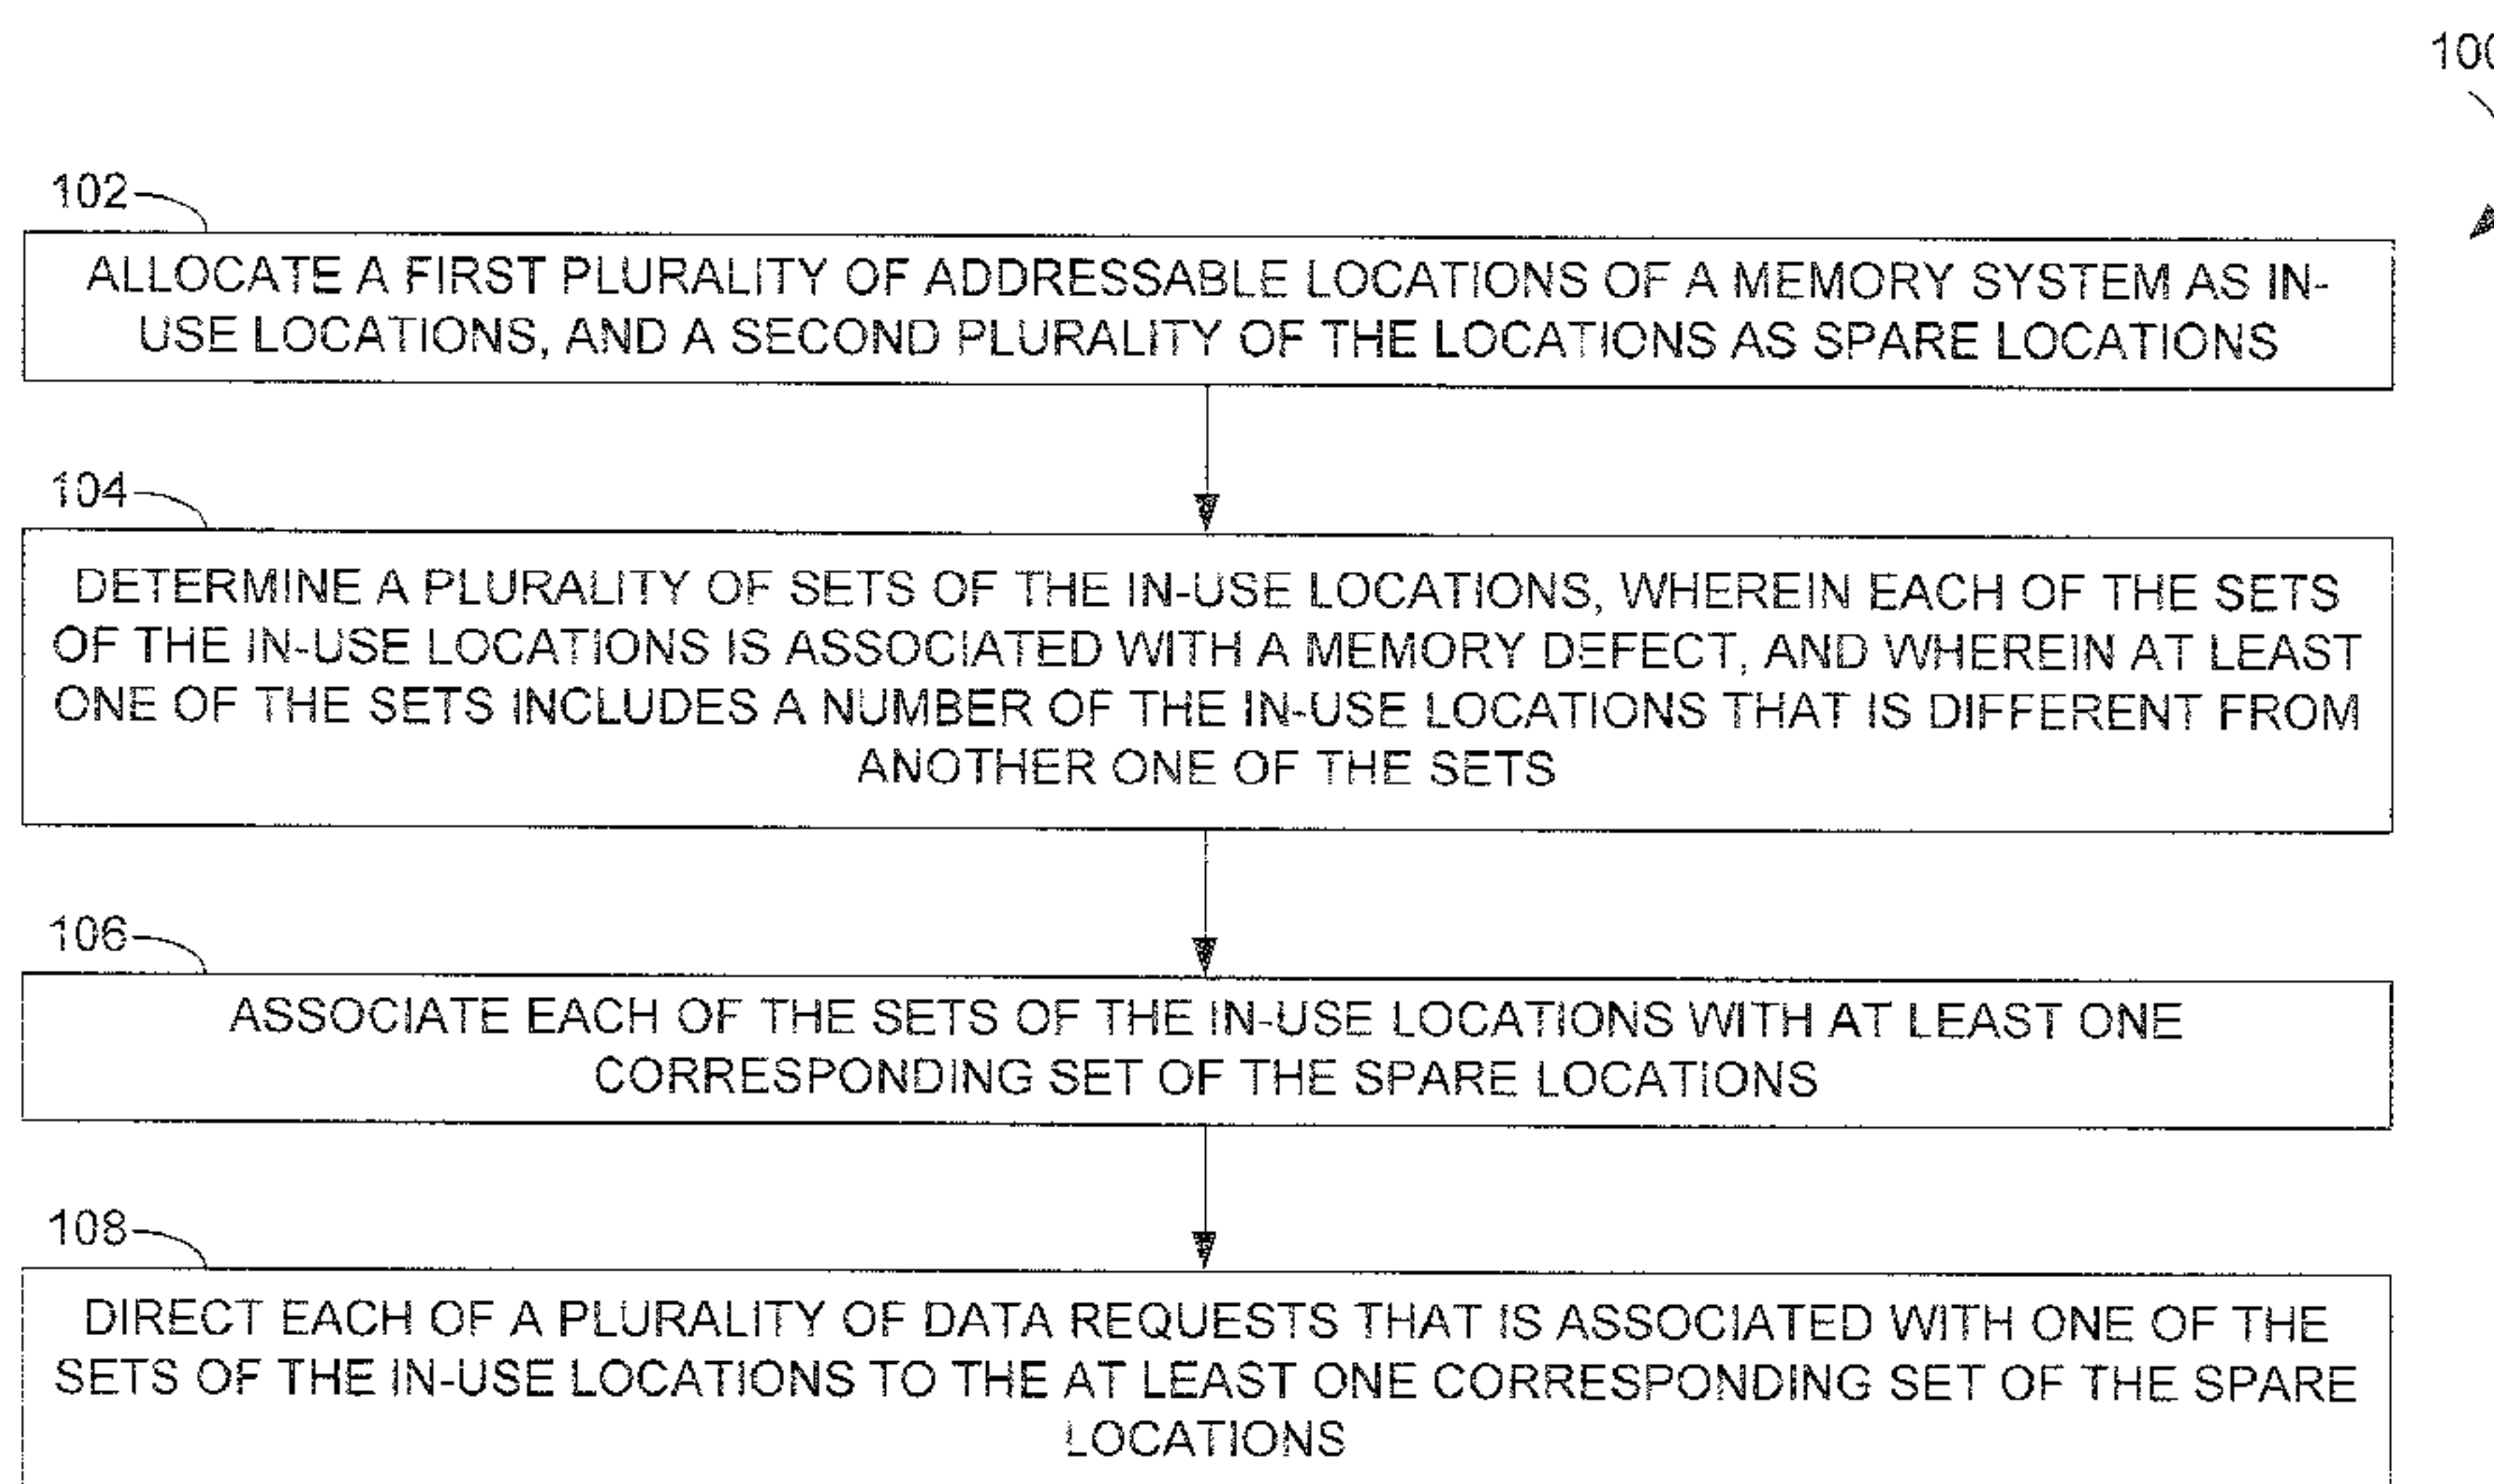 100
102
ALLOCATE A FIRST PLURALITY OF ADDRESSABLE LOCATIONS OF A MEMORY SYSTEM AS IN-
USE LOCATIONS, AND A SECOND PLURALITY OF THE LOCATIONS AS SPARE LOCATIONS
104
DETERMINE A PLURALITY OF SETS OF THE IN-USE LOCATIONS, WHEREIN EACH OF THE SETS
OF THE IN-USE LOCATIONS IS ASSOCIATED WITH A MEMORY DEFECT, AND WHEREIN AT LEAST
ONE OF THE SETS INCLUDES A NUMBER OF THE IN-USE LOCATIONS THAT IS DIFFERENT FROM
ANOTHER ONE OF THE SETS
106
ASSOCIATE EACH OF THE SETS OF THE IN-USE LOCATIONS WITH AT LEAST ONE
CORRESPONDING SET OF THE SPARE LOCATIONS
108
DIRECT EACH OF A PLURALITY OF DATA REQUESTS THAT IS ASSOCIATED WITH ONE OF THE
SETS OF THE IN-USE LOCATIONS TO THE AT LEAST ONE CORRESPONDING SET OF THE SPARE
LOCATIONS